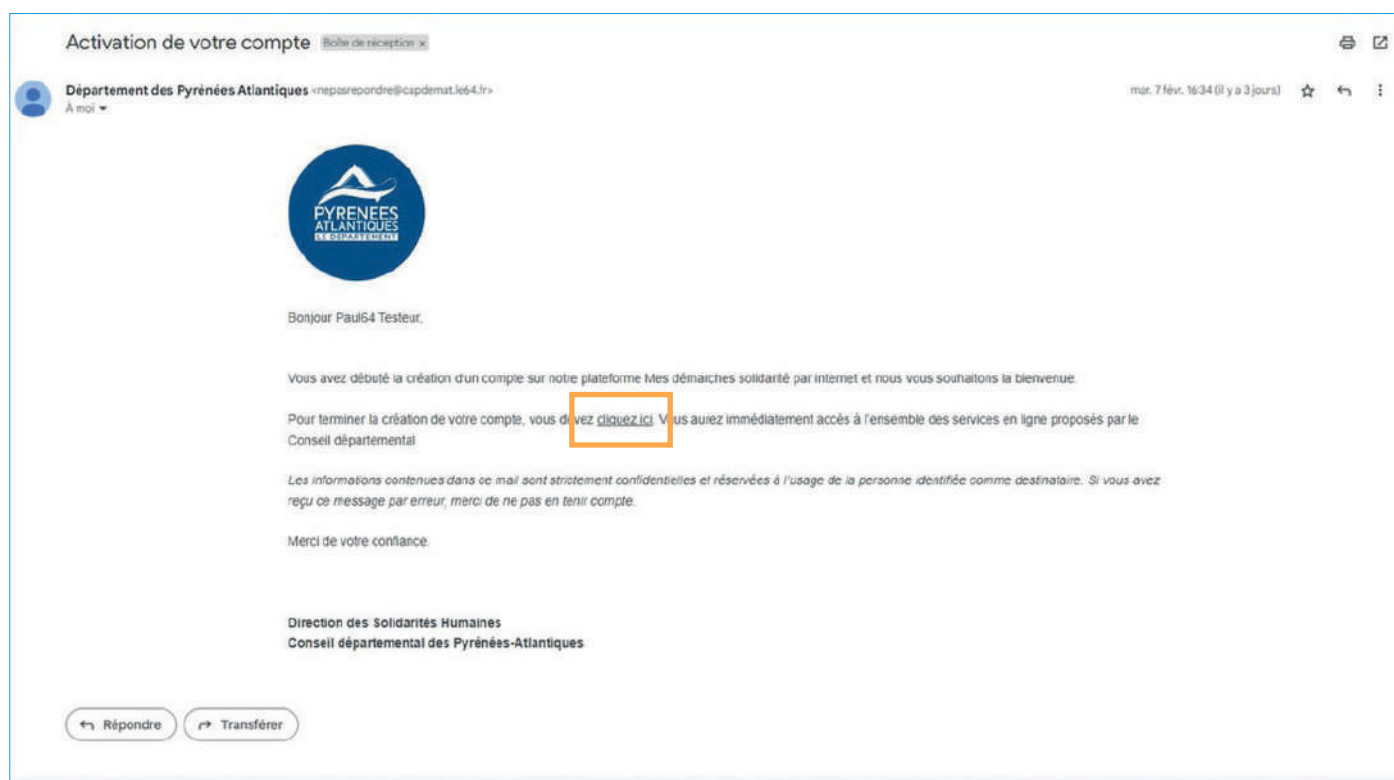 Activation de votre compte Boîte de réception x
Département des Pyrénées Atlantiques <nepasrepondre@capdemat.le64.fr>
mar. 7 févr. 16:34 (il y a 3 jours)
À moi
PYRENEES
ATLANTIQUES
LE DEPARTEMENT
Bonjour Paul64 Testeur,
Vous avez débuté la création d'un compte sur notre plateforme Mes démarches solidarité par internet et nous vous souhaitons la bienvenue.
Pour terminer la création de votre compte, vous devez cliquez ici. Vous aurez immédiatement accès à l'ensemble des services en ligne proposés par le
Conseil départemental
Les informations contenues dans ce mail sont strictement confidentielles et réservées à l'usage de la personne identifiée comme destinataire. Si vous avez
reçu ce message par erreur, merci de ne pas en tenir compte.
Merci de votre confiance.
Direction des Solidarités Humaines
Conseil départemental des Pyrénées-Atlantiques
Répondre
Transférer